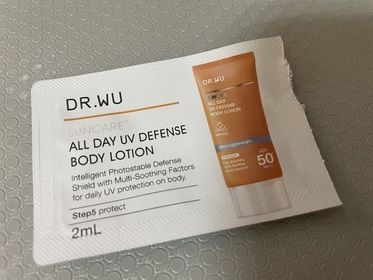 DR.WU
SUNCARE
ALL DAY UV DEFENSE
BODY LOTION
Intelligent Photostable Defense
Shield with Multi-Soothing Factors
for daily UV protection on body.
Step5 protect
2mL
DR.WU
ALL DAY
UV DEFENSE
BODY LOTION
50